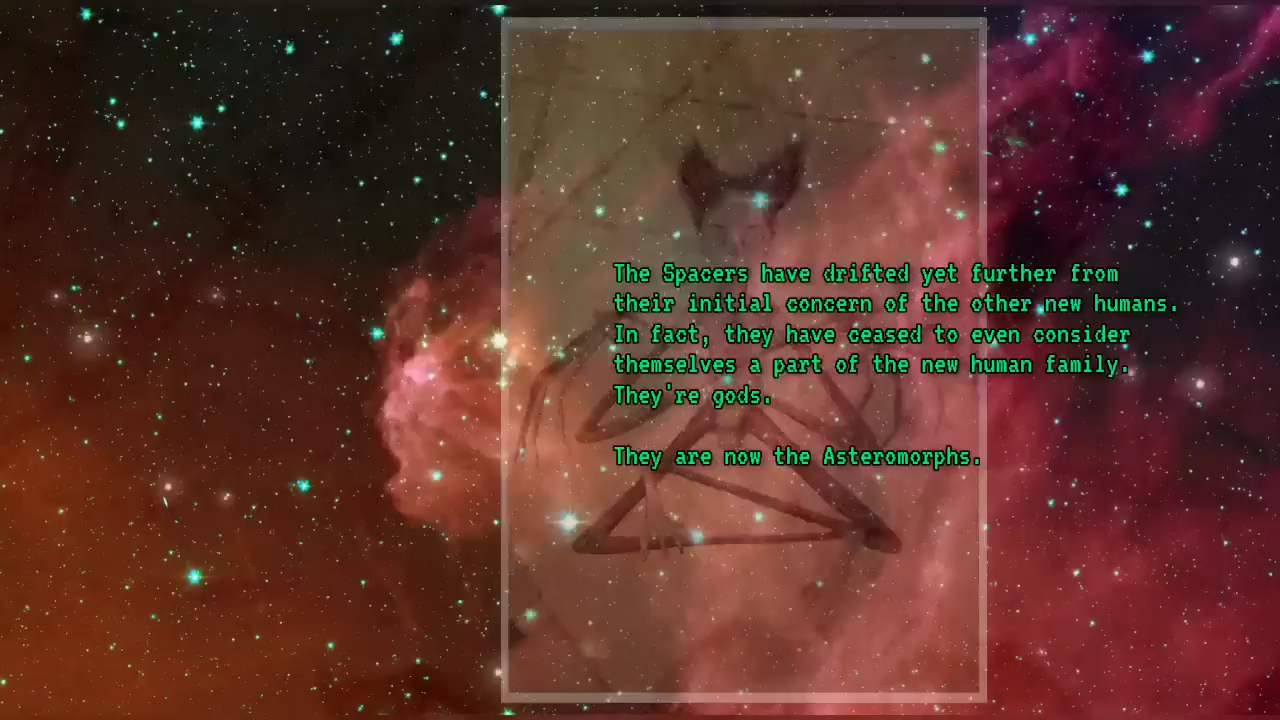 The Spacers have drifted yet further from
their initial concern of the other new humans.
In fact, they have ceased to even consider
themselves a part of the new human family.
They're gods.
They are now the Asteromorphs.